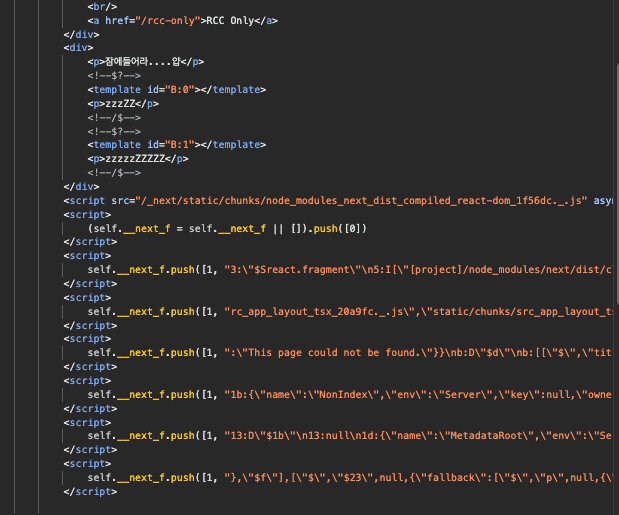 <br/>
<a href="/rcc-only">RCC Only</a>
</div>
<div>
<p>잠에들어라....얍</p>
<!--$?-->
<template id="B:0"></template>
<p>zzzZZ</p>
<!--/$-->
<!--$?-->
<template id="B:1"></template>
<p>zzzzzZZZZZ</p>
<!--/$-->
</div>
<script src="/_next/static/chunks/node_modules_next_dist_compiled_react-dom_1f56dc._.js" asyn
<script>
(self.__next_f = self.__next_f || []).push([0])
</script>
<script>
self.__next_f.push([1, "3:\"$Sreact.fragment\"\n5:I[\"[project]/node_modules/next/dist/c
</script>
<script>
self.__next_f.push([1, "rc_app_layout_tsx_20a9fc._.js\",\"static/chunks/src_app_layout_ts
</script>
<script>
self.__next_f.push([1, ":\"This page could not be found.\"}}\nb:D\"$d\"\nb:[[\"$\",\"tit
</script>
<script>
self.__next_f.push([1, "1b:{\"name\":\"NonIndex\",\"env\":\"Server\",\"key\":null,\"owne
</script>
<script>
self.__next_f.push([1, "13:D\"$1b\"\n13:null\n1d:{\"name\":\"MetadataRoot\",\"env\":\"Se
</script>
<script>
self.__next_f.push([1, "},\"$f\"],[\"$\",\"$23\",null,{\"fallback\":[\"$\",\"p\",null,{\"
</script>